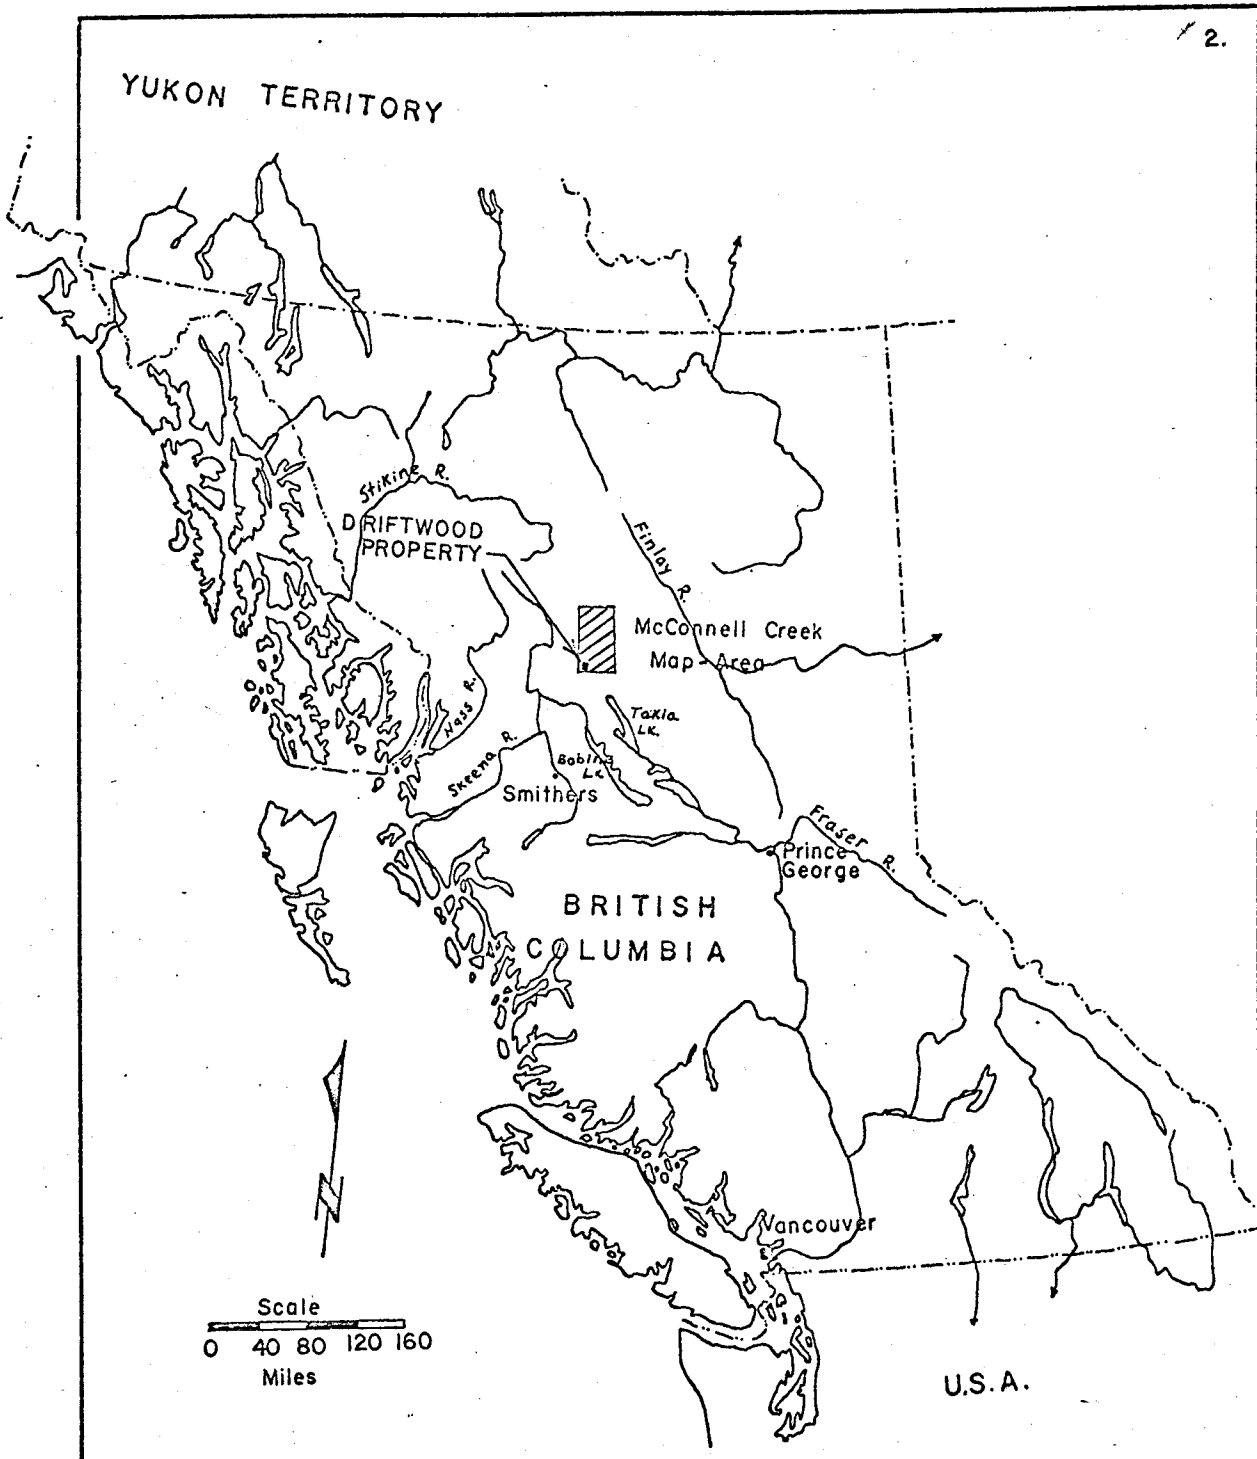 2.
YUKON TERRITORY
Stikine R.
DRIFTWOOD
PROPERTY
Finlay R.
McConnell Creek
Map-Area
Nass R.
Takla
Lk.
Skeena R.
Babine
Lk.
Smithers
Fraser R.
Prince
George
BRITISH
COLUMBIA
Vancouver
Scale
0 40 80 120 160
Miles
U.S.A.